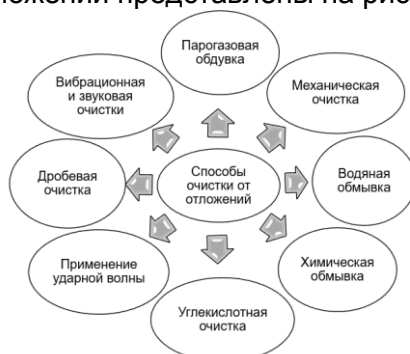 ложений представлены на рис
Парогазовая
обдувка
Вибрационная
и звуковая
очистки
Механическая
очистка
Дробевая
очистка
Способы
очистки от
отложений
Водяная
обмывка
Применение
ударной волны
Химическая
обмывка
Углекислотная
очистка